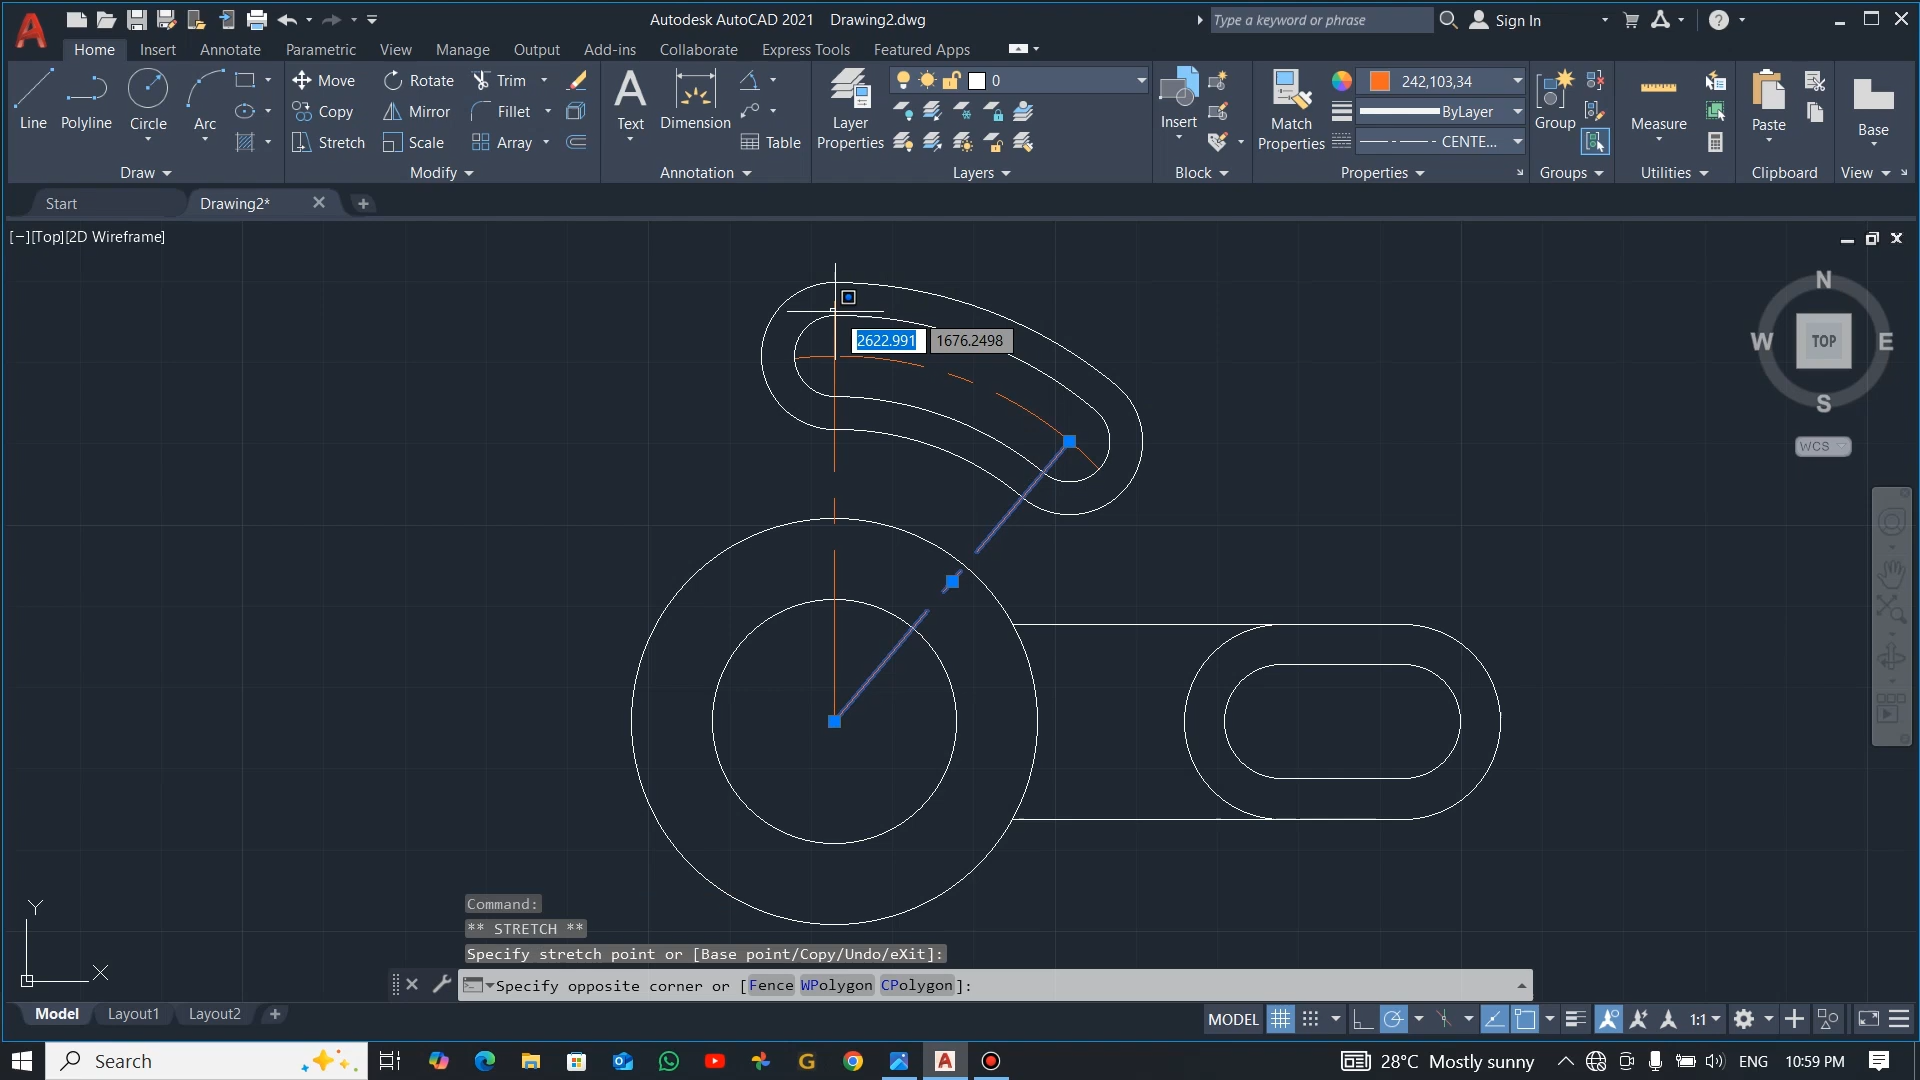 Autodesk AutoCAD 2021 Drawing2.dwg
Type a keyword or phrase
Sign In
Home Insert Annotate Parametric View Manage Output Add-ins Collaborate Express Tools Featured Apps
Line Polyline Circle Arc
Draw
Move Rotate Trim
Copy Mirror Fillet
Stretch Scale Array
Modify
Text Dimension Table
Annotation
Layer Properties
0
Layers
Insert
Block
Match Properties
242,103,34
ByLayer
CENTE...
Properties
Group
Groups
Measure
Utilities
Paste
Clipboard
Base
View
Start Drawing2*
[−][Top][2D Wireframe]
N
W TOP E
S
WCS
2622.991 1676.2498
Y
X
Command:
** STRETCH **
Specify stretch point or [Base point/Copy/Undo/eXit]:
Specify opposite corner or [Fence WPolygon CPolygon]:
Model Layout1 Layout2
MODEL 1:1
Search
28°C Mostly sunny ENG 10:59 PM